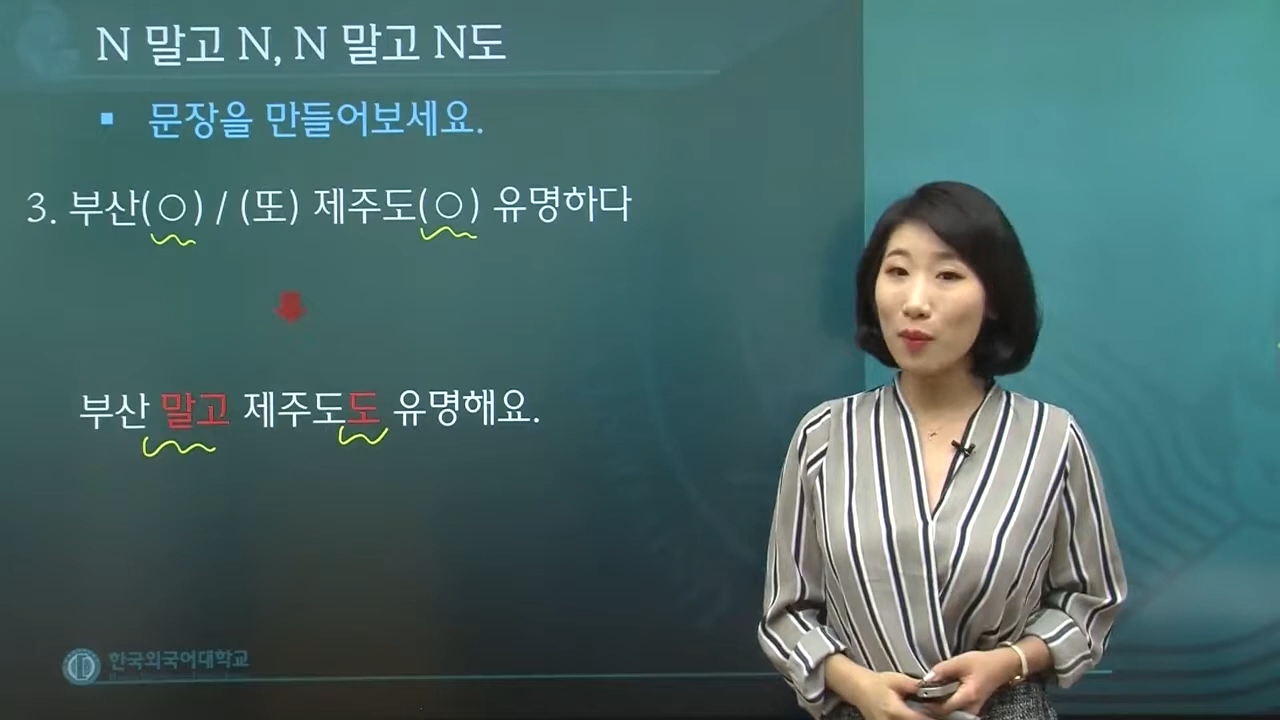 N 말고 N, N 말고 N도
▪ 문장을 만들어보세요.
3. 부산(○) / (또) 제주도(○) 유명하다
부산 말고 제주도도 유명해요.
한국외국어대학교